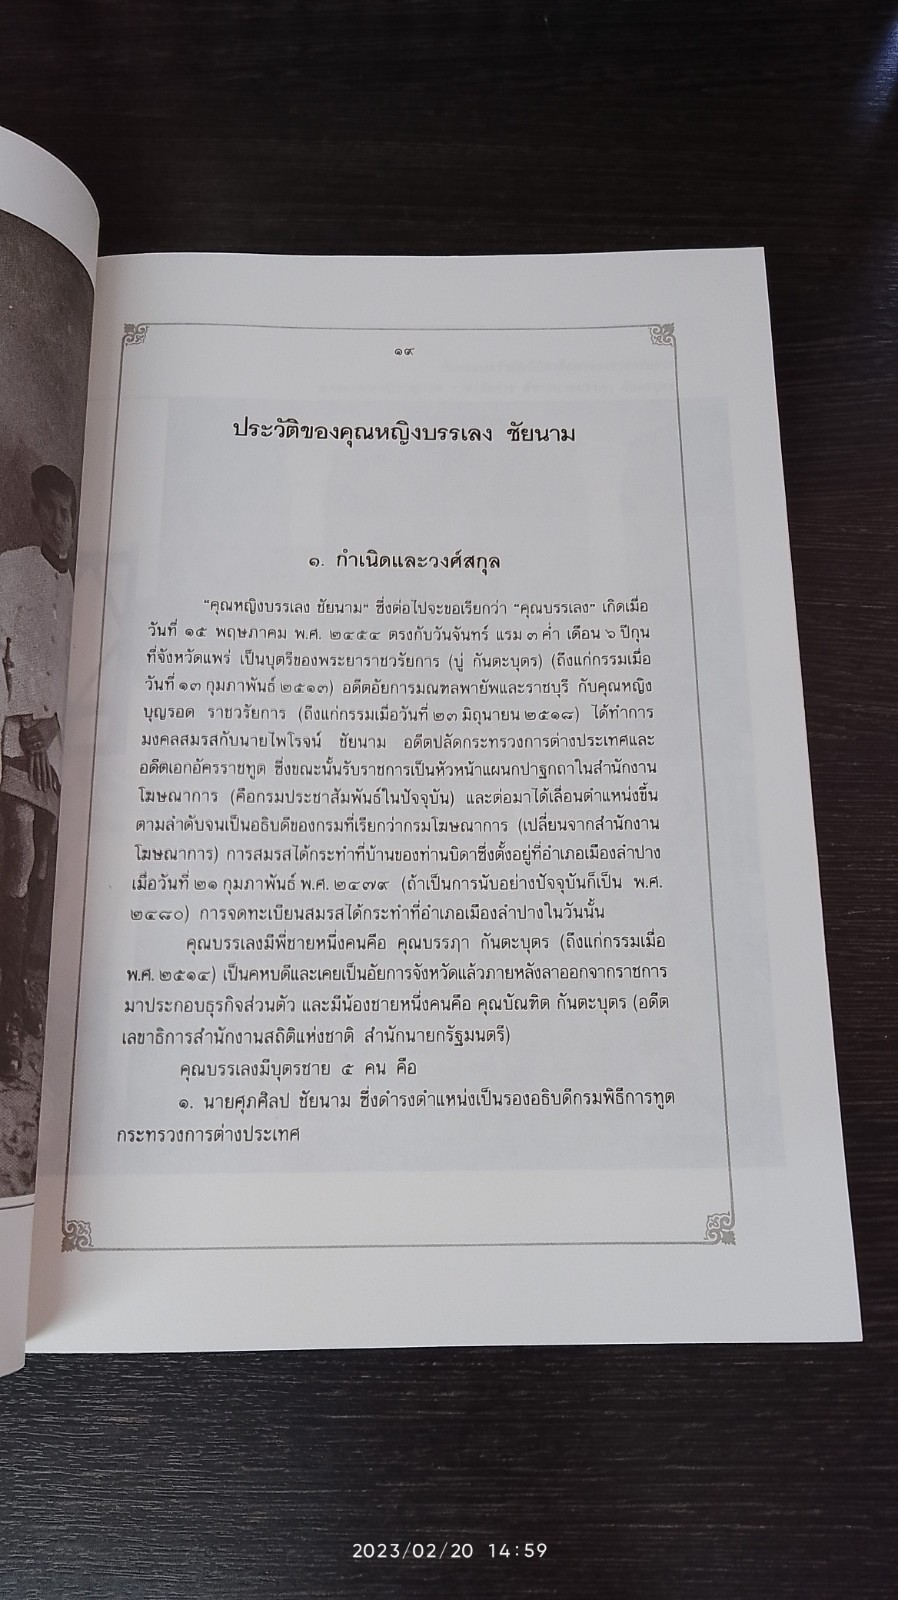 ๑๙
ประวัติของคุณหญิงบรรเลง ชัยนาม
๑. กำเนิดและวงศ์สกุล
"คุณหญิงบรรเลง ชัยนาม" ซึ่งต่อไปจะขอเรียกว่า "คุณบรรเลง" เกิดเมื่อ
วันที่ ๑๕ พฤษภาคม พ.ศ. ๒๔๕๔ ตรงกับวันจันทร์ แรม ๓ ค่ำ เดือน ๖ ปีกุน
ที่จังหวัดแพร่ เป็นบุตรีของพระยาราชวรัยการ (บู่ กันตะบุตร) (ถึงแก่กรรมเมื่อ
วันที่ ๑๓ กุมภาพันธ์ ๒๕๑๓) อดีตอัยการมณฑลพายัพและราชบุรี กับคุณหญิง
บุญรอด ราชวรัยการ (ถึงแก่กรรมเมื่อวันที่ ๒๓ มิถุนายน ๒๕๑๘) ได้ทำการ
มงคลสมรสกับนายไพโรจน์ ชัยนาม อดีตปลัดกระทรวงการต่างประเทศและ
อดีตเอกอัครราชทูต ซึ่งขณะนั้นรับราชการเป็นหัวหน้าแผนกปาฐกถาในสำนักงาน
โฆษณาการ (คือกรมประชาสัมพันธ์ในปัจจุบัน) และต่อมาได้เลื่อนตำแหน่งขึ้น
ตามลำดับจนเป็นอธิบดีของกรมที่เรียกว่ากรมโฆษณาการ (เปลี่ยนจากสำนักงาน
โฆษณาการ) การสมรสได้กระทำที่บ้านของท่านบิดาซึ่งตั้งอยู่ที่อำเภอเมืองลำปาง
เมื่อวันที่ ๒๑ กุมภาพันธ์ พ.ศ. ๒๔๗๙ (ถ้าเป็นการนับอย่างปัจจุบันก็เป็น พ.ศ.
๒๔๘๐) การจดทะเบียนสมรสได้กระทำที่อำเภอเมืองลำปางในวันนั้น
คุณบรรเลงมีพี่ชายหนึ่งคนคือ คุณบรรฦา กันตะบุตร (ถึงแก่กรรมเมื่อ
พ.ศ. ๒๕๑๔) เป็นคหบดีและเคยเป็นอัยการจังหวัดแล้วภายหลังลาออกจากราชการ
มาประกอบธุรกิจส่วนตัว และมีน้องชายหนึ่งคนคือ คุณบัณฑิต กันตะบุตร (อดีต
เลขาธิการสำนักงานสถิติแห่งชาติ สำนักนายกรัฐมนตรี)
คุณบรรเลงมีบุตรชาย ๕ คน คือ
๑. นายศุภศิลป ชัยนาม ซึ่งดำรงตำแหน่งเป็นรองอธิบดีกรมพิธีการทูต
กระทรวงการต่างประเทศ
2023/02/20 14:59